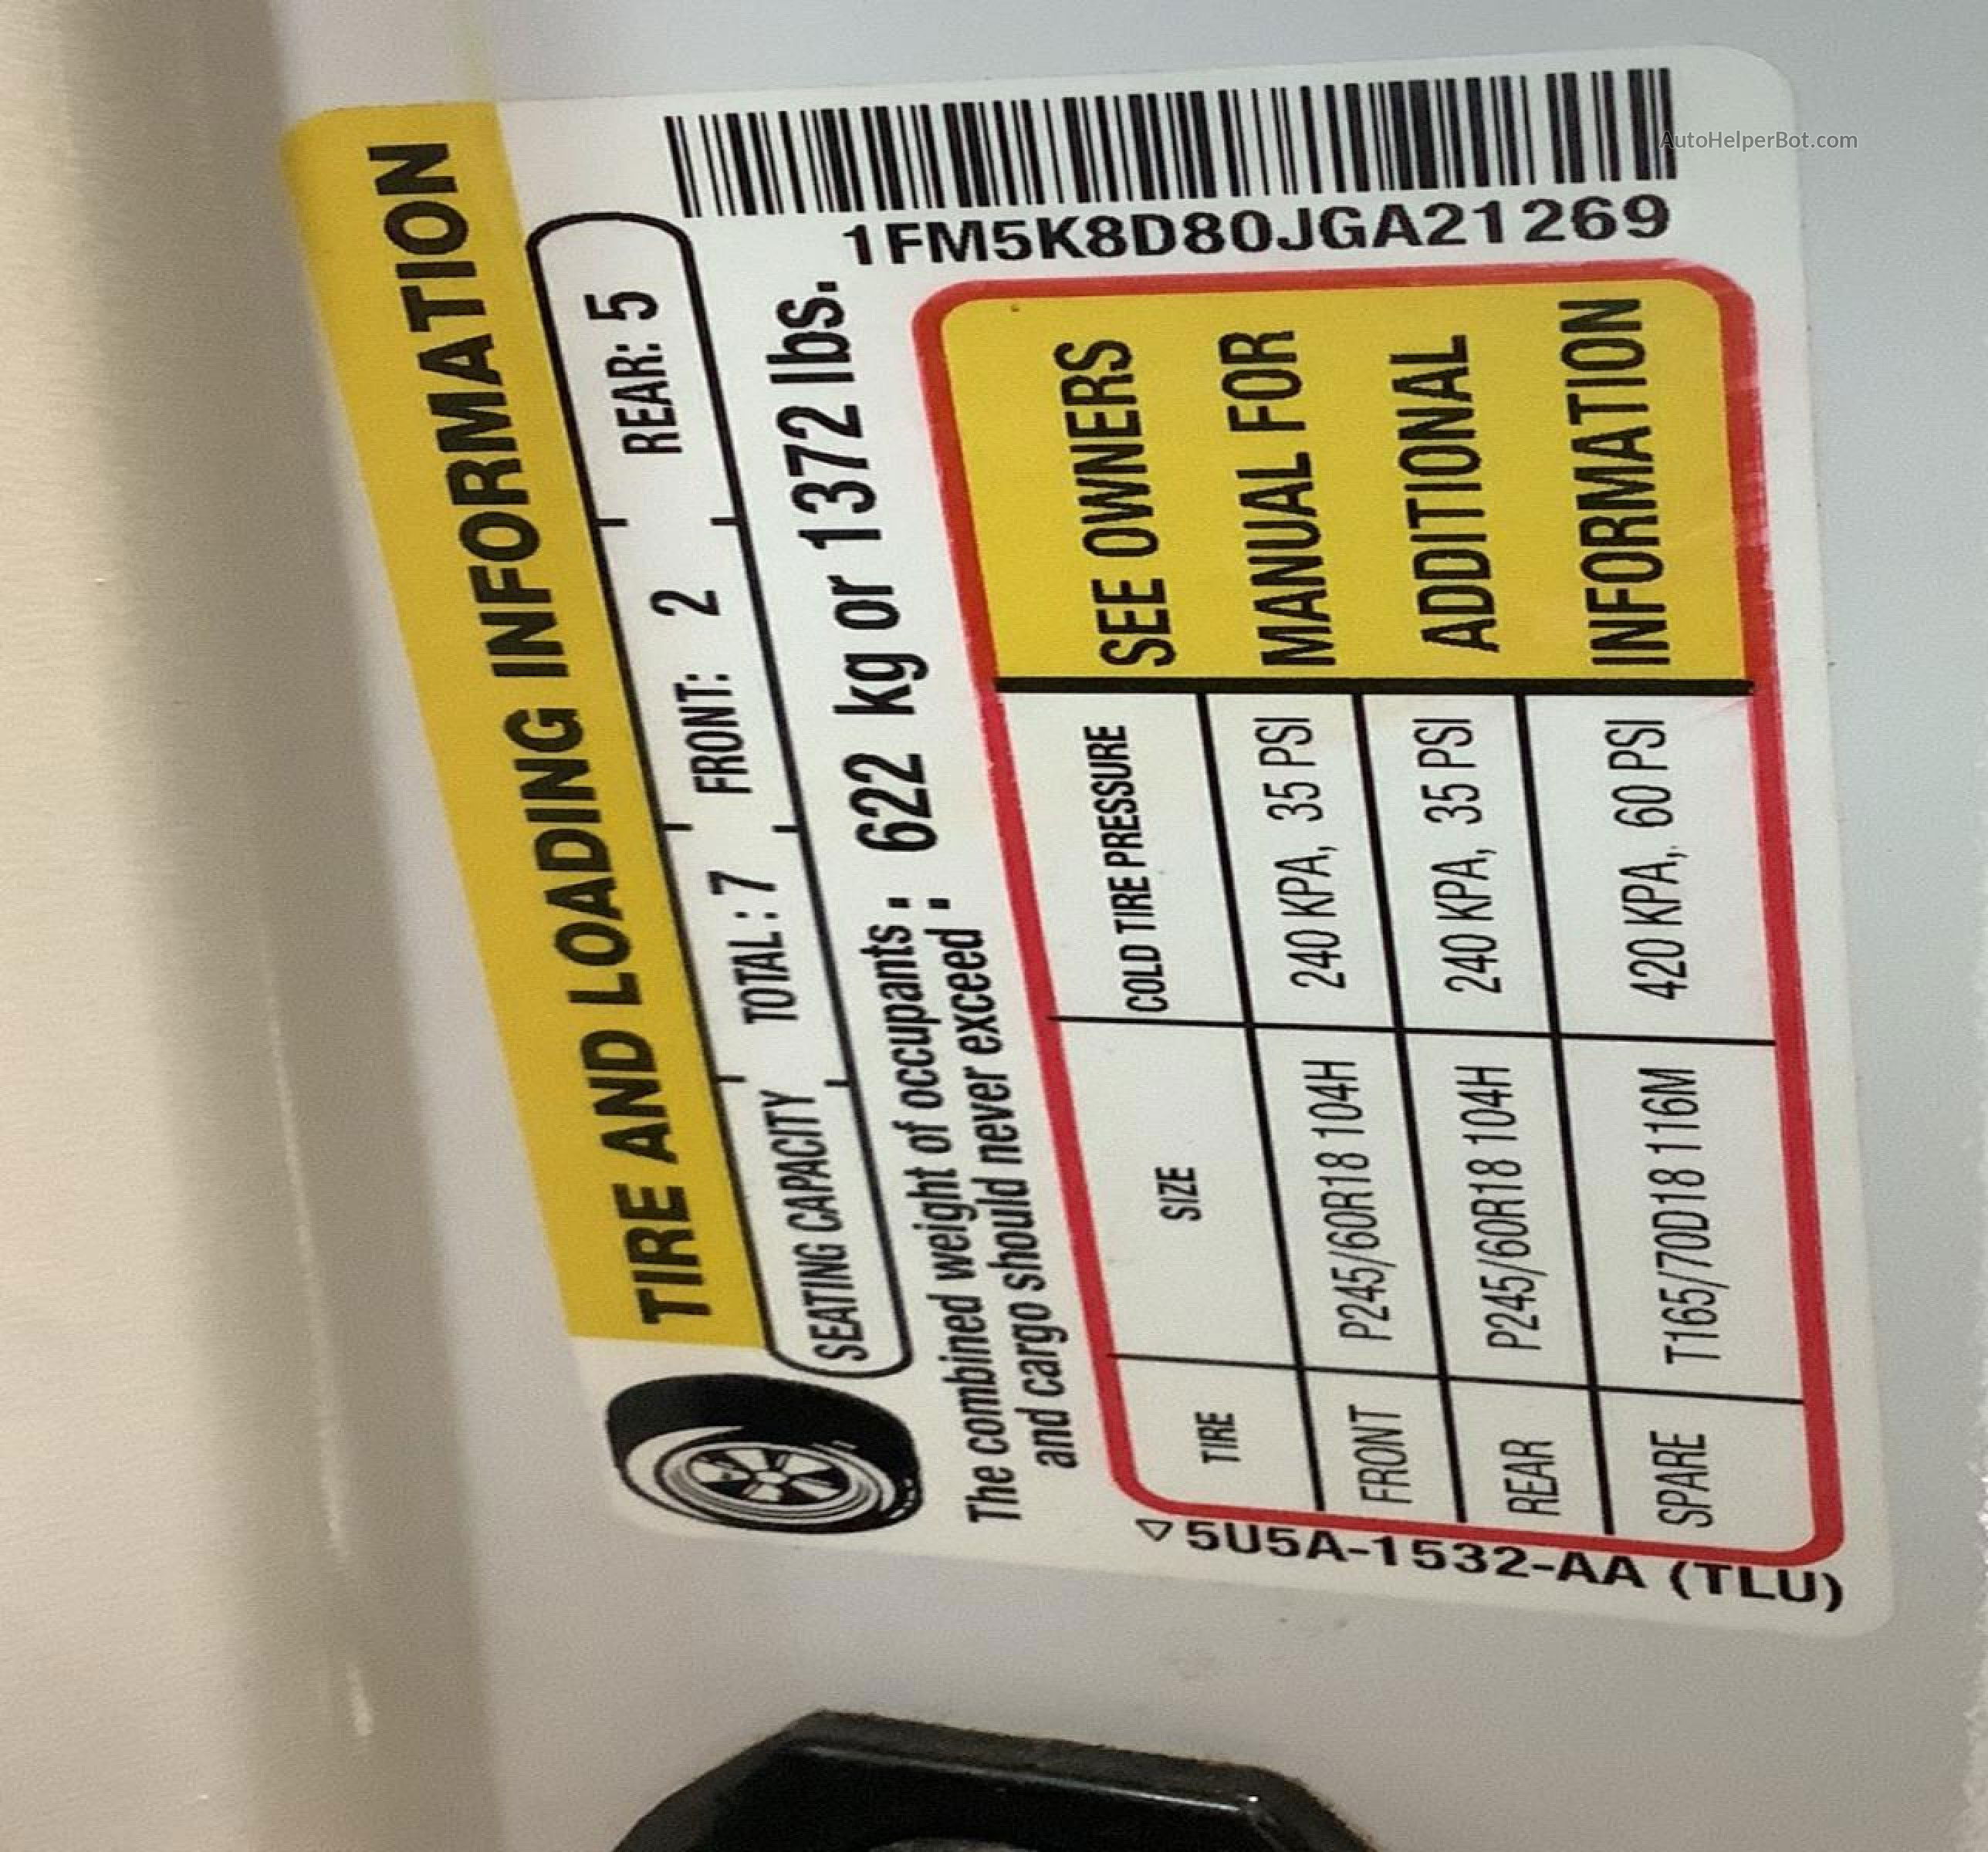 TIRE AND LOADING INFORMATION
SEATING CAPACITY TOTAL : 7 FRONT: 2 REAR: 5
The combined weight of occupants : 622 kg or 1372 lbs.
and cargo should never exceed :
1FM5K8D80JGA21269
TIRE SIZE COLD TIRE PRESSURE
FRONT P245/60R18 104H 240 KPA, 35 PSI
REAR P245/60R18 104H 240 KPA, 35 PSI
SPARE T165/70D18 116M 420 KPA, 60 PSI
SEE OWNERS
MANUAL FOR
ADDITIONAL
INFORMATION
5U5A-1532-AA (TLU)
AutoHelperBot.com